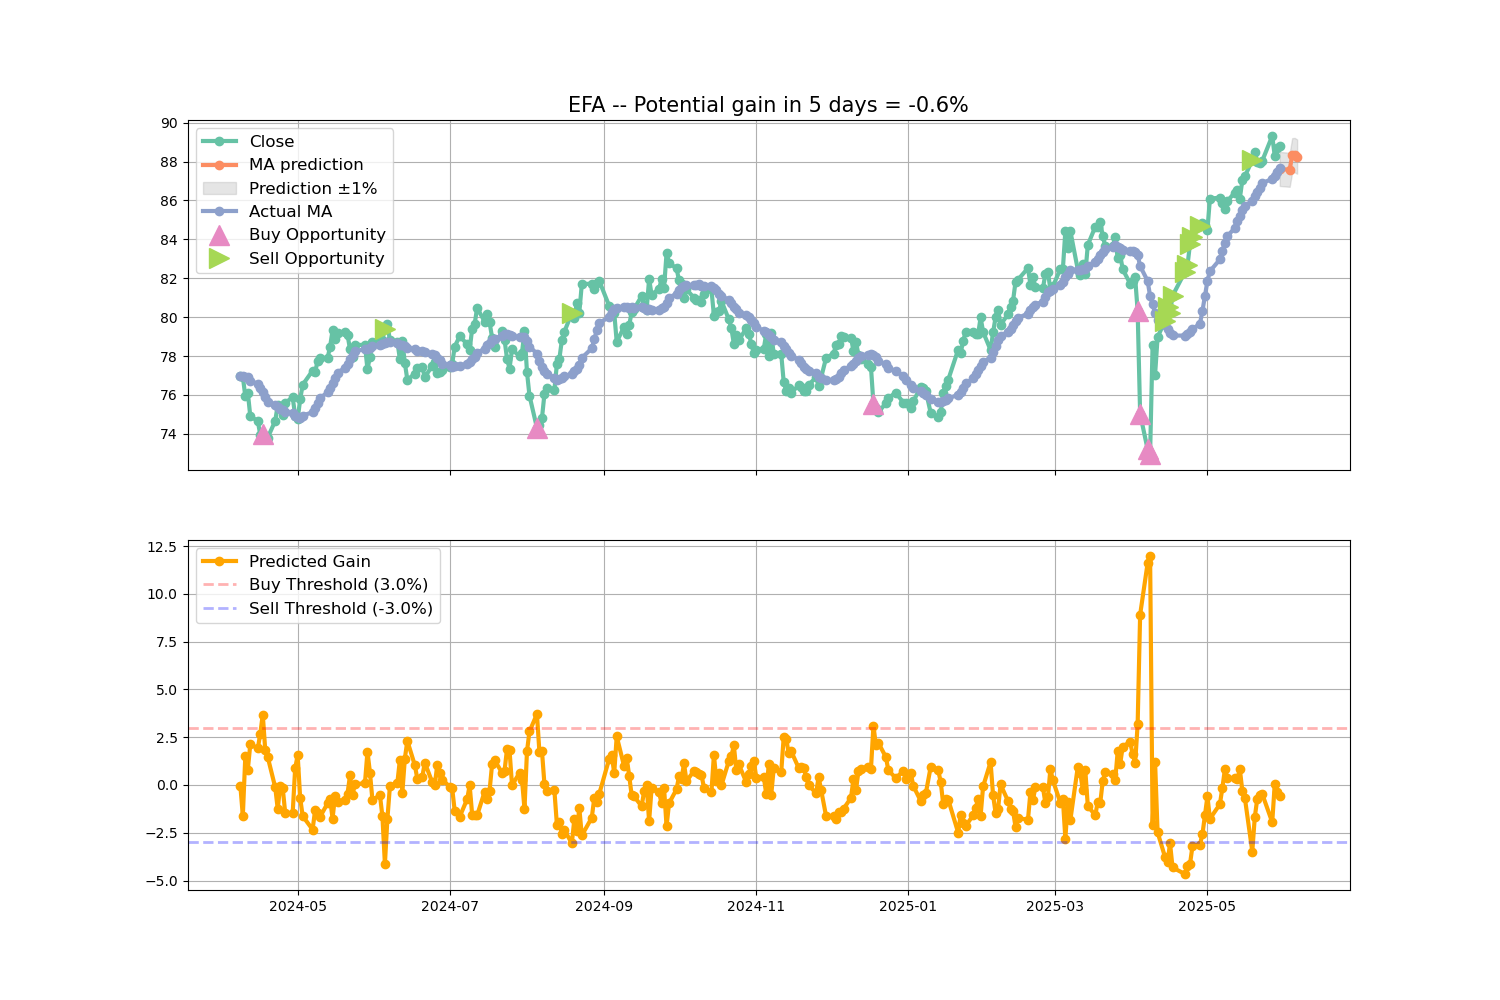 EFA -- Potential gain in 5 days = -0.6%
90
88
86
84
82
80
78
76
74
Close
MA prediction
Prediction ±1%
Actual MA
Buy Opportunity
Sell Opportunity
12.5
10.0
7.5
5.0
2.5
0.0
−2.5
−5.0
Predicted Gain
Buy Threshold (3.0%)
Sell Threshold (-3.0%)
2024-05 2024-07 2024-09 2024-11 2025-01 2025-03 2025-05